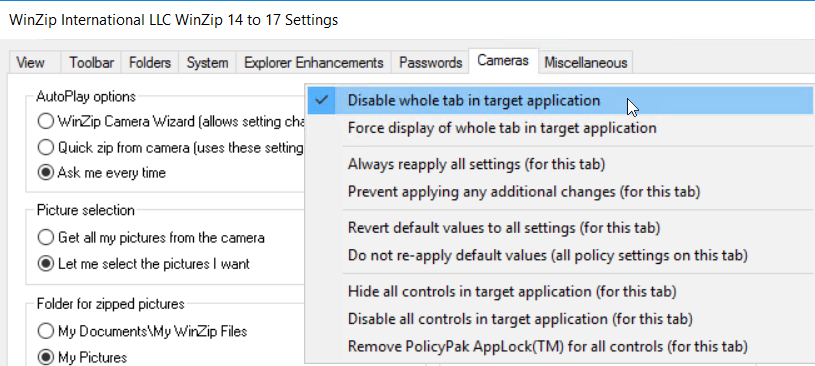 WinZip International LLC WinZip 14 to 17 Settings
View Toolbar Folders System Explorer Enhancements Passwords Cameras Miscellaneous
AutoPlay options
WinZip Camera Wizard (allows setting cha
Quick zip from camera (uses these setting
Ask me every time
Picture selection
Get all my pictures from the camera
Let me select the pictures I want
Folder for zipped pictures
My Documents\My WinZip Files
My Pictures
Disable whole tab in target application
Force display of whole tab in target application
Always reapply all settings (for this tab)
Prevent applying any additional changes (for this tab)
Revert default values to all settings (for this tab)
Do not re-apply default values (all policy settings on this tab)
Hide all controls in target application (for this tab)
Disable all controls in target application (for this tab)
Remove PolicyPak AppLock(TM) for all controls (for this tab)